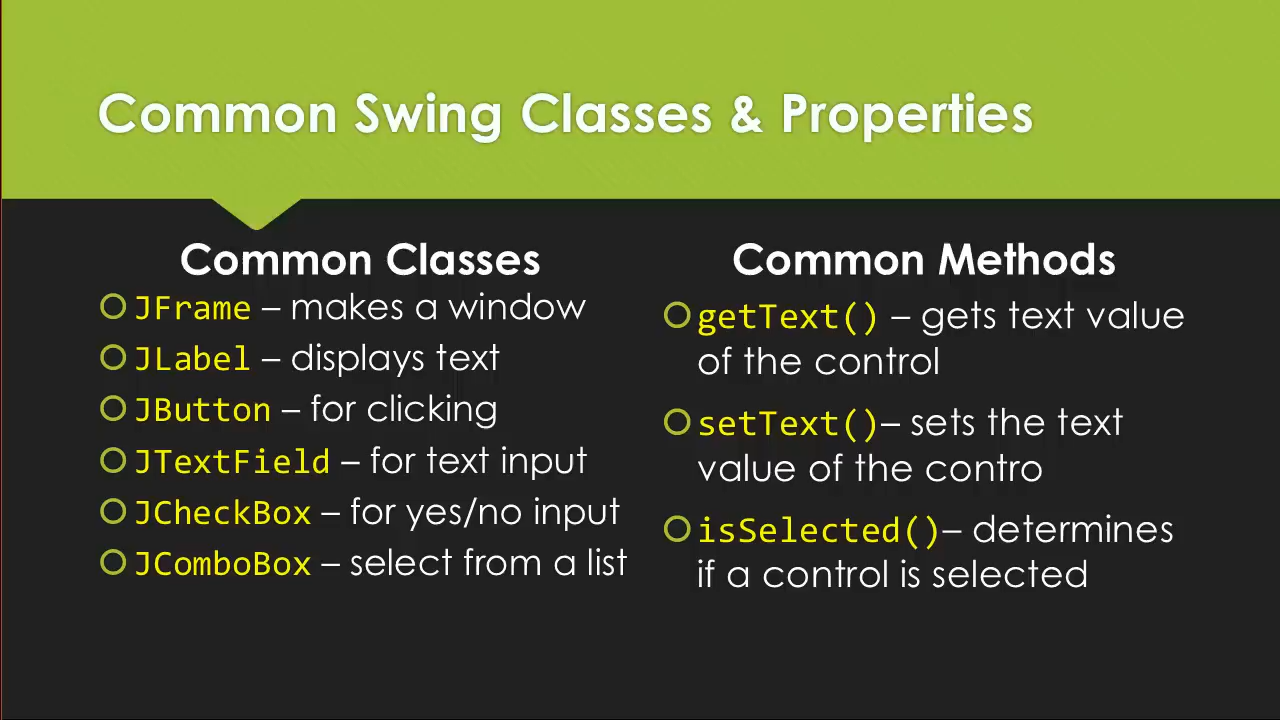 Common Swing Classes & Properties
Common Classes
JFrame – makes a window
JLabel – displays text
JButton – for clicking
JTextField – for text input
JCheckBox – for yes/no input
JComboBox – select from a list
Common Methods
getText() – gets text value
of the control
setText()– sets the text
value of the contro
isSelected()– determines
if a control is selected